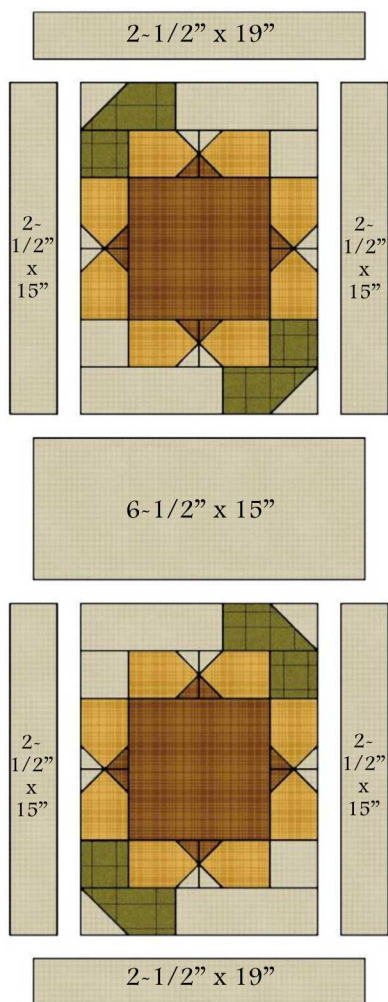 2-1/2” x 19”
2-
1/2”
x
15”
2-
1/2”
x
15”
6-1/2” x 15”
2-
1/2”
x
15”
2-
1/2”
x
15”
2-1/2” x 19”